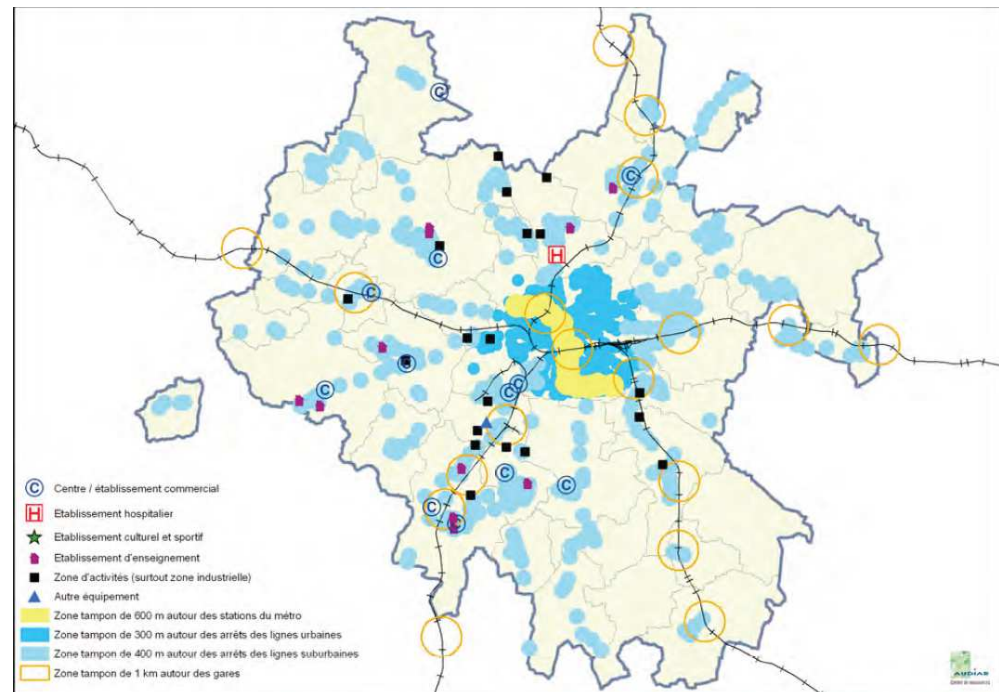 H
C Centre / établissement commercial
H Etablissement hospitalier
Etablissement culturel et sportif
Etablissement d'enseignement
Zone d'activités (surtout zone industrielle)
Autre équipement
Zone tampon de 600 m autour des stations du métro
Zone tampon de 300 m autour des arrêts des lignes urbaines
Zone tampon de 400 m autour des arrêts des lignes suburbaines
Zone tampon de 1 km autour des gares
AUDIAR